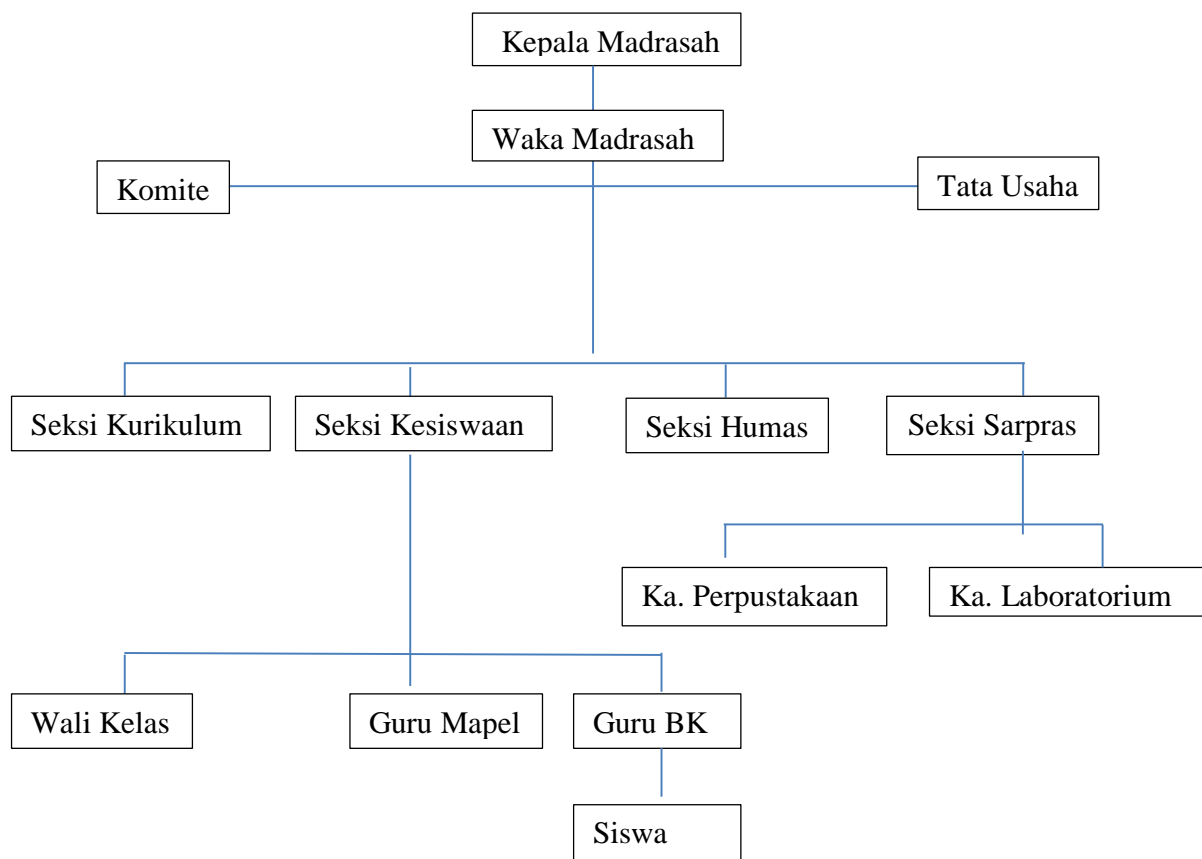 Kepala Madrasah
Waka Madrasah
Komite
Tata Usaha
Seksi Kurikulum
Seksi Kesiswaan
Seksi Humas
Seksi Sarpras
Ka. Perpustakaan
Ka. Laboratorium
Wali Kelas
Guru Mapel
Guru BK
Siswa